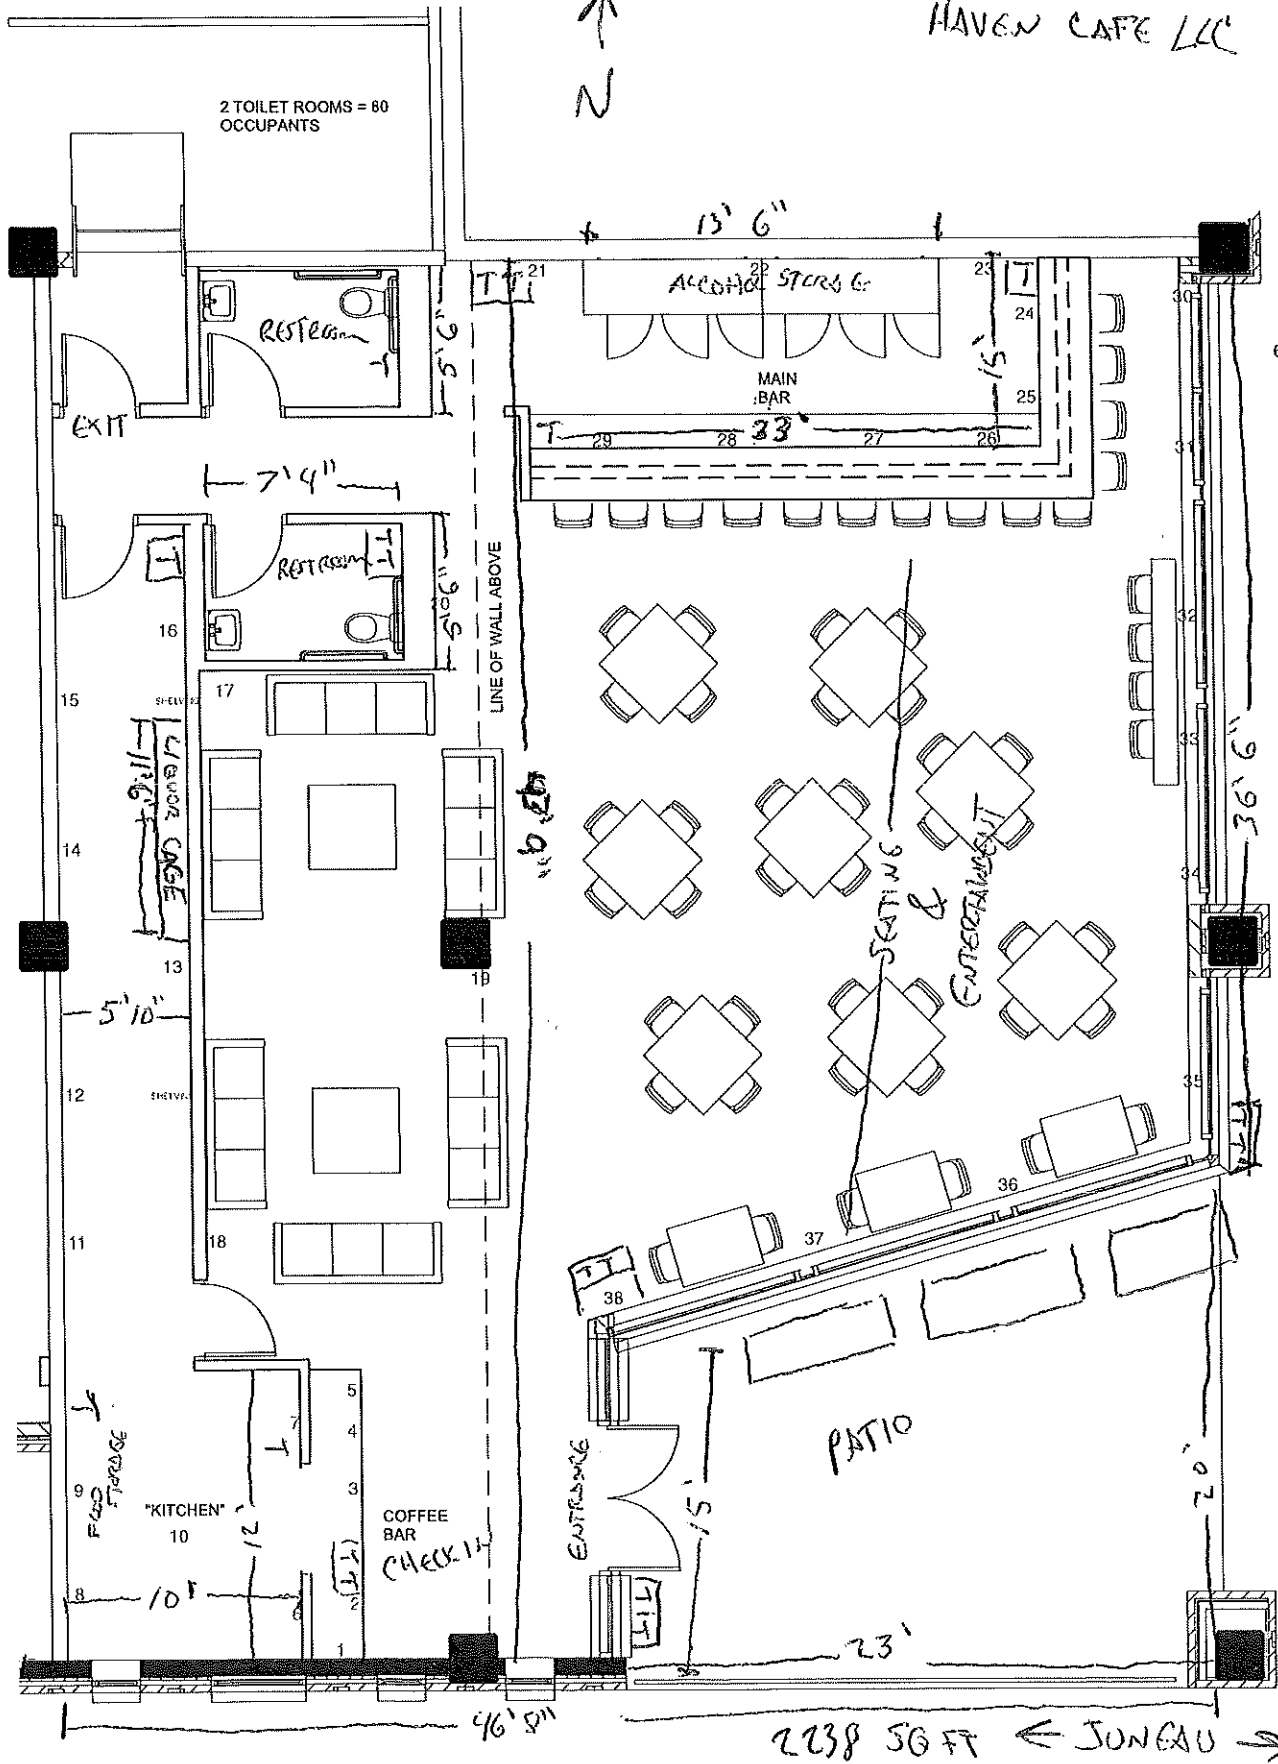 HAVEN CAFE LLC
N
2 TOILET ROOMS = 80
OCCUPANTS
13' 6"
T T
21
ALCOHOL STORAGE
22
23
T
24
30
RESTROOM
T
5' 6"
15'
MAIN
BAR
25
EXIT
T
33'
29
28
27
26
31
7' 4"
T
RESTROOM
T T
5' 6"
20
LINE OF WALL ABOVE
16
32
15
17
SHELV
33
LIQUOR CAGE
36' 6"
14
34
SEATING
&
ENTERTAINMENT
13
19
5' 10"
12
SHELV
35
T T
11
18
36
37
T T
38
5
4
7
T
3
T
FOOD
STORAGE
9
"KITCHEN"
10
12'
COFFEE
BAR
CHECK-IN
T T
ENTRANCE
15'
PATIO
20'
8
10'
6
2
1
T T
23'
46' 8"
2238 SQ FT ← JUNEAU →